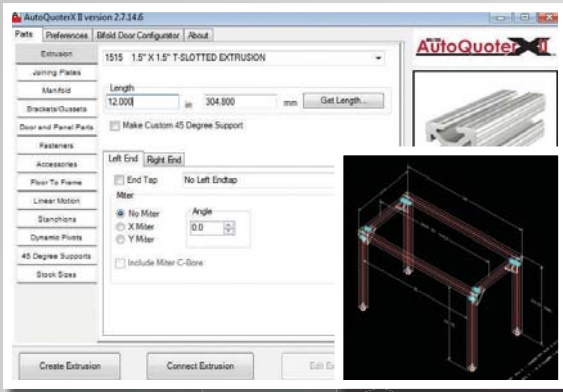 AutoQuoterX II version 2.7.14.6
Parts Preferences Bifold Door Configurator About
Extrusion
Joining Plates
Manifold
Brackets/Gussets
Door and Panel Parts
Fasteners
Accessories
Floor To Frame
Linear Motion
Stanchions
Dynamic Pivots
45 Degree Supports
Stock Sizes
1515 1.5" X 1.5" T-SLOTTED EXTRUSION
Length
12.000 in 304.800 mm Get Length...
Make Custom 45 Degree Support
Left End Right End
End Tap No Left Endtap
Miter
No Miter
X Miter
Y Miter
Angle
0.0
Include Miter C-Bore
Create Extrusion Connect Extrusion Edit
AutoQuoter X II